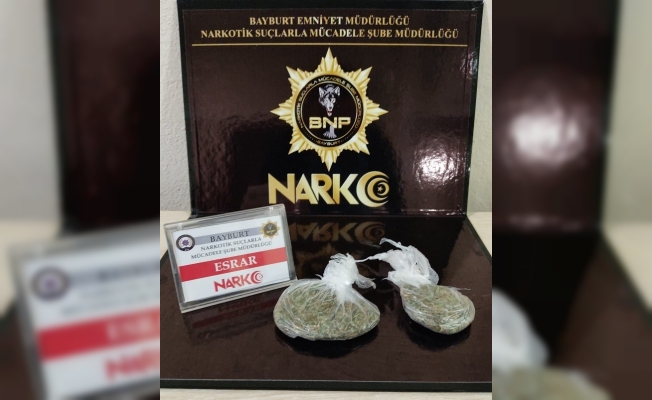 BAYBURT EMNİYET MÜDÜRLÜĞÜ
NARKOTİK SUÇLARLA MÜCADELE ŞUBE MÜDÜRLÜĞÜ
BNP
BAYBURT
NARKO
BAYBURT
NARKOTİK SUÇLARLA
MÜCADELE ŞUBE MÜDÜRLÜĞÜ
ESRAR
NARKO